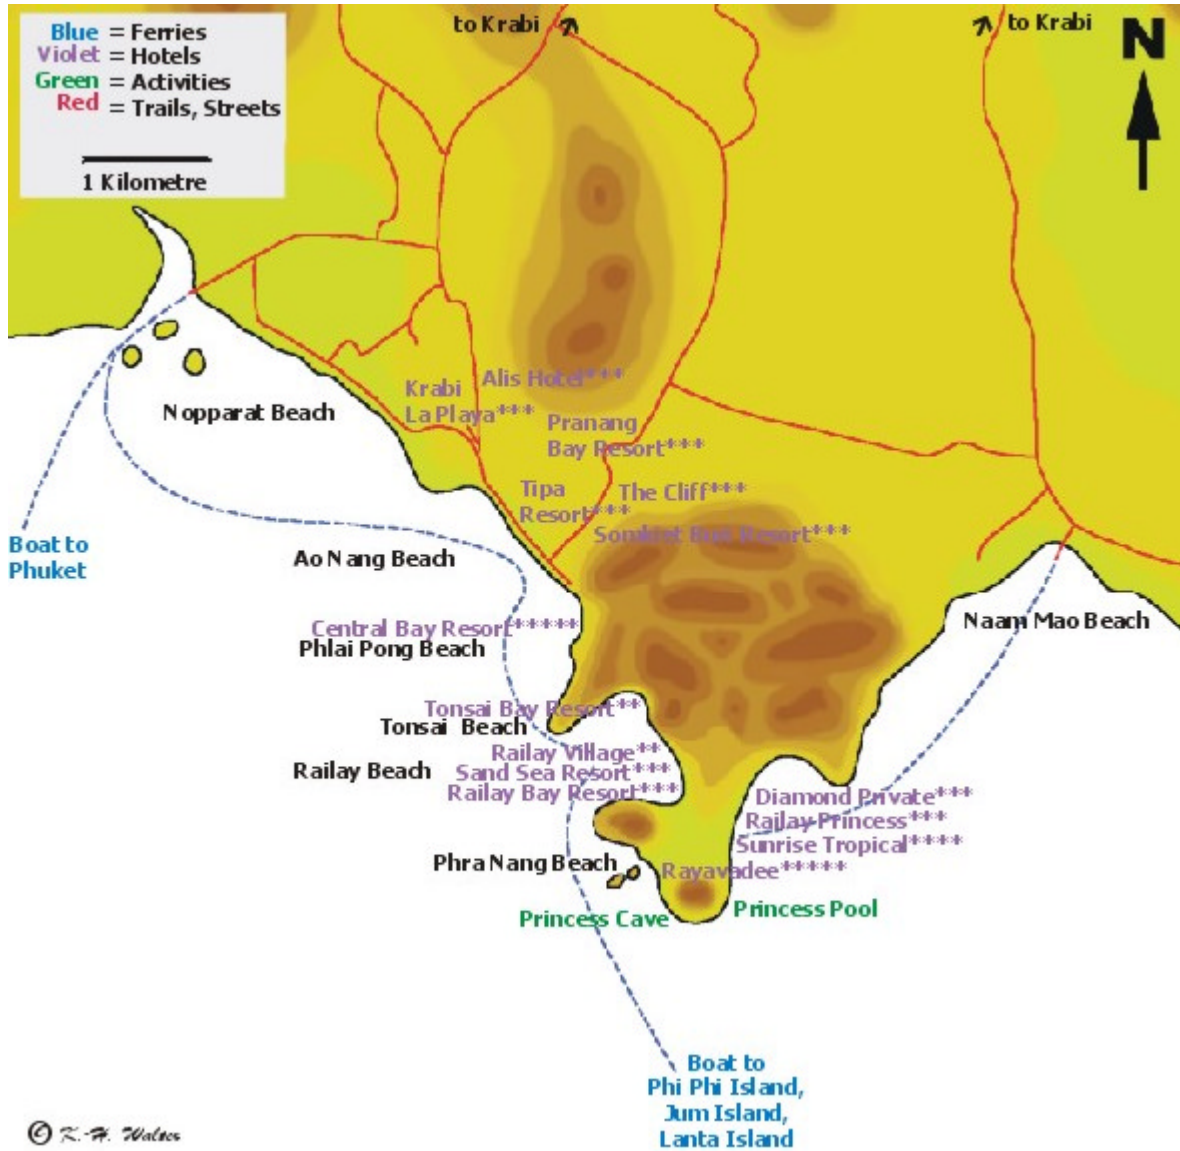 Blue = Ferries
Violet = Hotels
Green = Activities
Red = Trails, Streets
1 Kilometre
to Krabi
to Krabi
N
Nopparat Beach
Krabi
La Playa***
Alis Hotel***
Pranang
Bay Resort***
Tipa
Resort***
The Cliff***
Somkiet Buri Resort***
Boat to
Phuket
Ao Nang Beach
Central Bay Resort*****
Phlai Pong Beach
Naam Mao Beach
Tonsai Bay Resort**
Tonsai Beach
Railay Village**
Railay Beach
Sand Sea Resort***
Railay Bay Resort***
Diamond Private***
Railay Princess***
Sunrise Tropical****
Phra Nang Beach
Rayavadee*****
Princess Cave
Princess Pool
Boat to
Phi Phi Island,
Jum Island,
Lanta Island
© K.-H. Walter